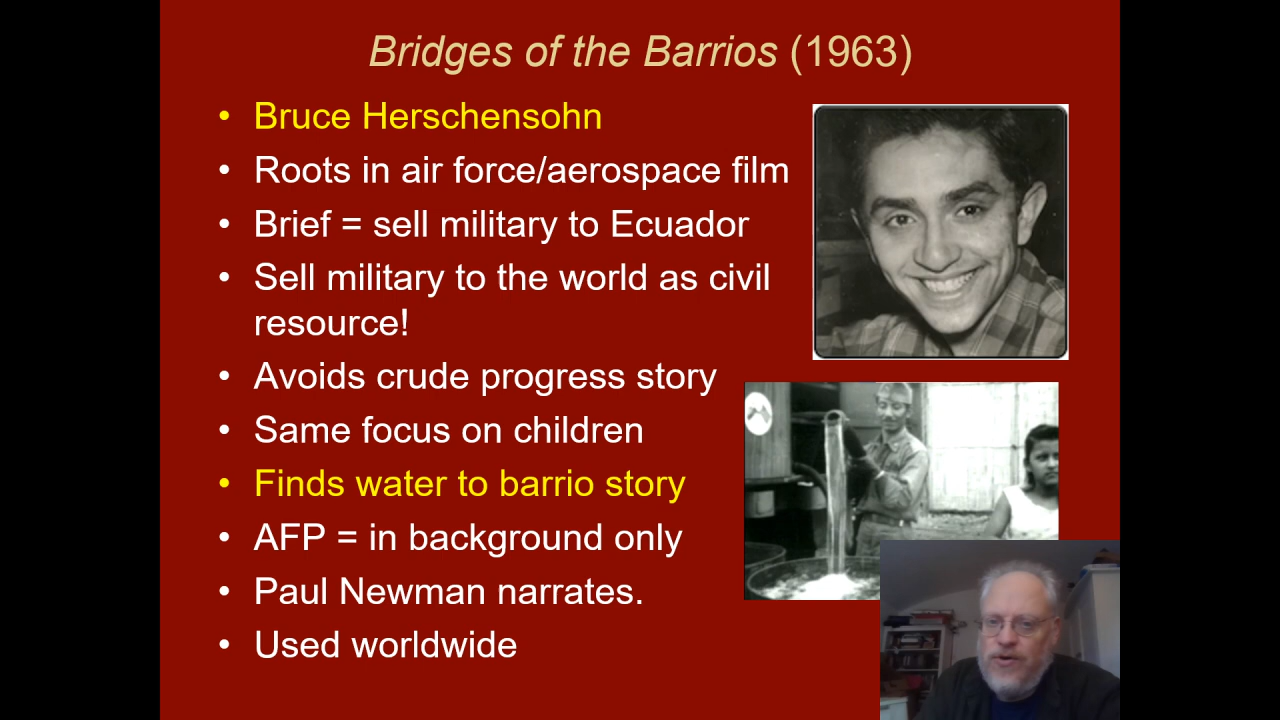 Bridges of the Barrios (1963)
• Bruce Herschensohn
• Roots in air force/aerospace film
• Brief = sell military to Ecuador
• Sell military to the world as civil
resource!
• Avoids crude progress story
• Same focus on children
• Finds water to barrio story
• AFP = in background only
• Paul Newman narrates.
• Used worldwide